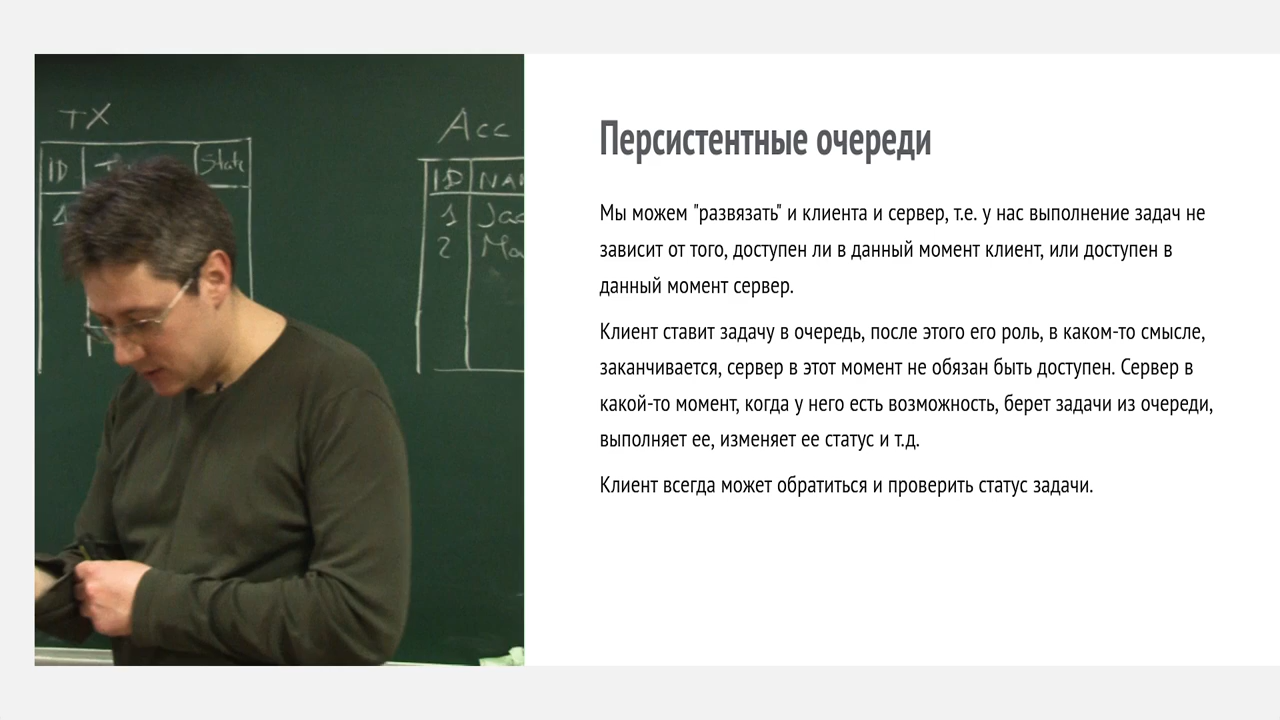 TX
ID State
1
Acc
ID
1
2
Персистентные очереди
Мы можем "развязать" и клиента и сервер, т.е. у нас выполнение задач не
зависит от того, доступен ли в данный момент клиент, или доступен в
данный момент сервер.
Клиент ставит задачу в очередь, после этого его роль, в каком-то смысле,
заканчивается, сервер в этот момент не обязан быть доступен. Сервер в
какой-то момент, когда у него есть возможность, берет задачи из очереди,
выполняет ее, изменяет ее статус и т.д.
Клиент всегда может обратиться и проверить статус задачи.